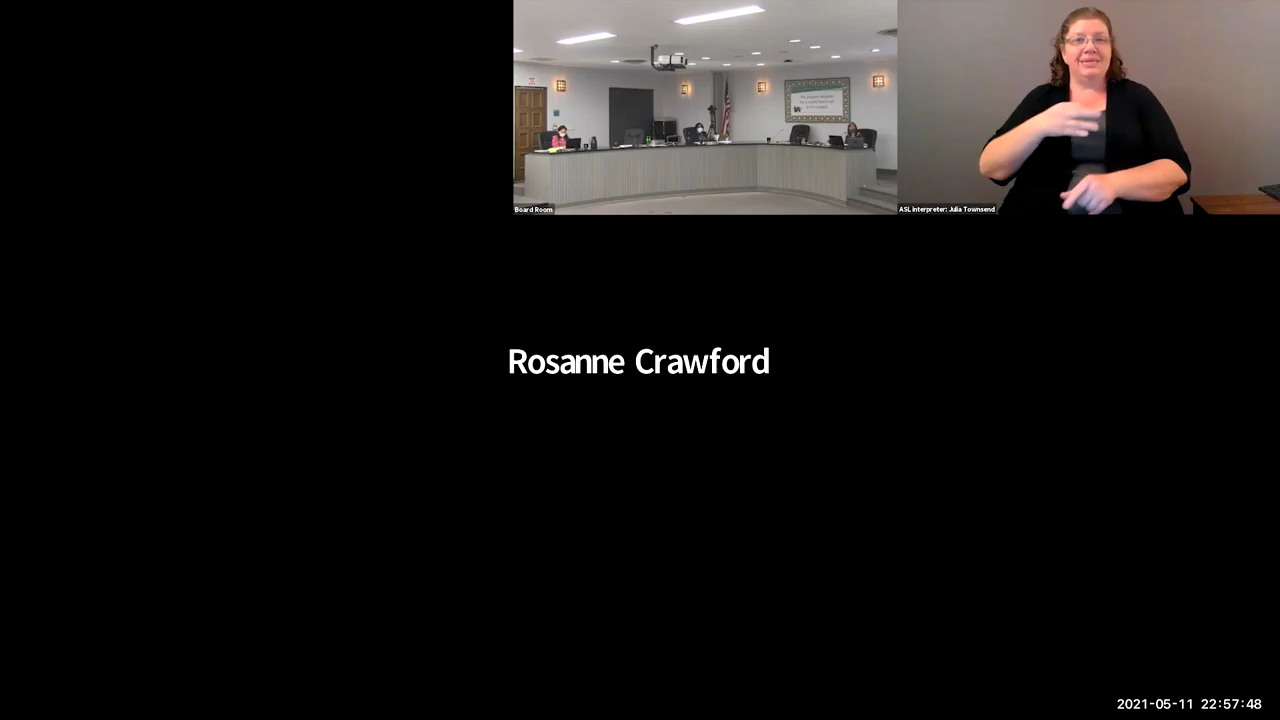 Board Room
ASL interpreter: Julia Townsend
Rosanne Crawford
2021-05-11 22:57:48